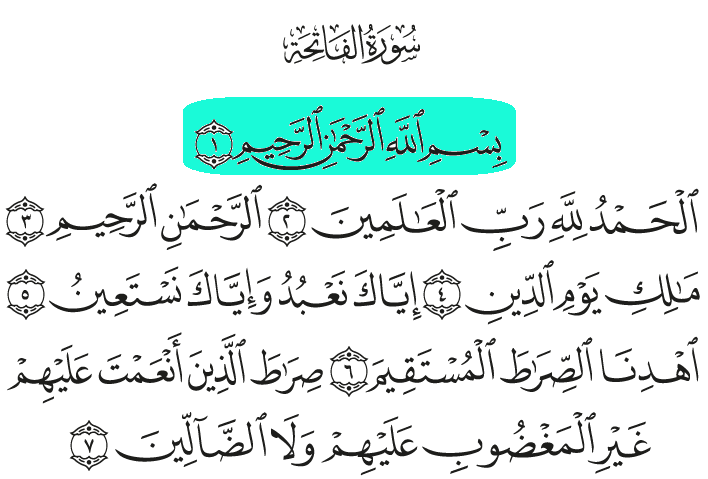 سُورَةُ الفَاتِحَةِ
بِسْمِ ٱللَّهِ ٱلرَّحْمَٰنِ ٱلرَّحِيمِ ١
ٱلْحَمْدُ لِلَّهِ رَبِّ ٱلْعَٰلَمِينَ ٢ ٱلرَّحْمَٰنِ ٱلرَّحِيمِ ٣
مَٰلِكِ يَوْمِ ٱلدِّينِ ٤ إِيَّاكَ نَعْبُدُ وَإِيَّاكَ نَسْتَعِينُ ٥
ٱهْدِنَا ٱلصِّرَٰطَ ٱلْمُسْتَقِيمَ ٦ صِرَٰطَ ٱلَّذِينَ أَنْعَمْتَ عَلَيْهِمْ
غَيْرِ ٱلْمَغْضُوبِ عَلَيْهِمْ وَلَا ٱلضَّآلِّينَ ٧